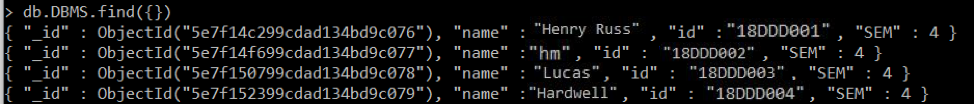 > db.DBMS.find({})
{ "_id" : ObjectId("5e7f14c299cdad134bd9c076"), "name" : "Henry Russ" , "id" : "18DDD001" , "SEM" : 4 }
{ "_id" : ObjectId("5e7f14f699cdad134bd9c077"), "name" :"hm", "id" : "18DDD002" , "SEM" : 4 }
{ "_id" : ObjectId("5e7f150799cdad134bd9c078"), "name" :"Lucas", "id" : "18DDD003" , "SEM" : 4 }
{ "_id" : ObjectId("5e7f152399cdad134bd9c079"), "name" :"Hardwell", "id" : "18DDD004" , "SEM" : 4 }